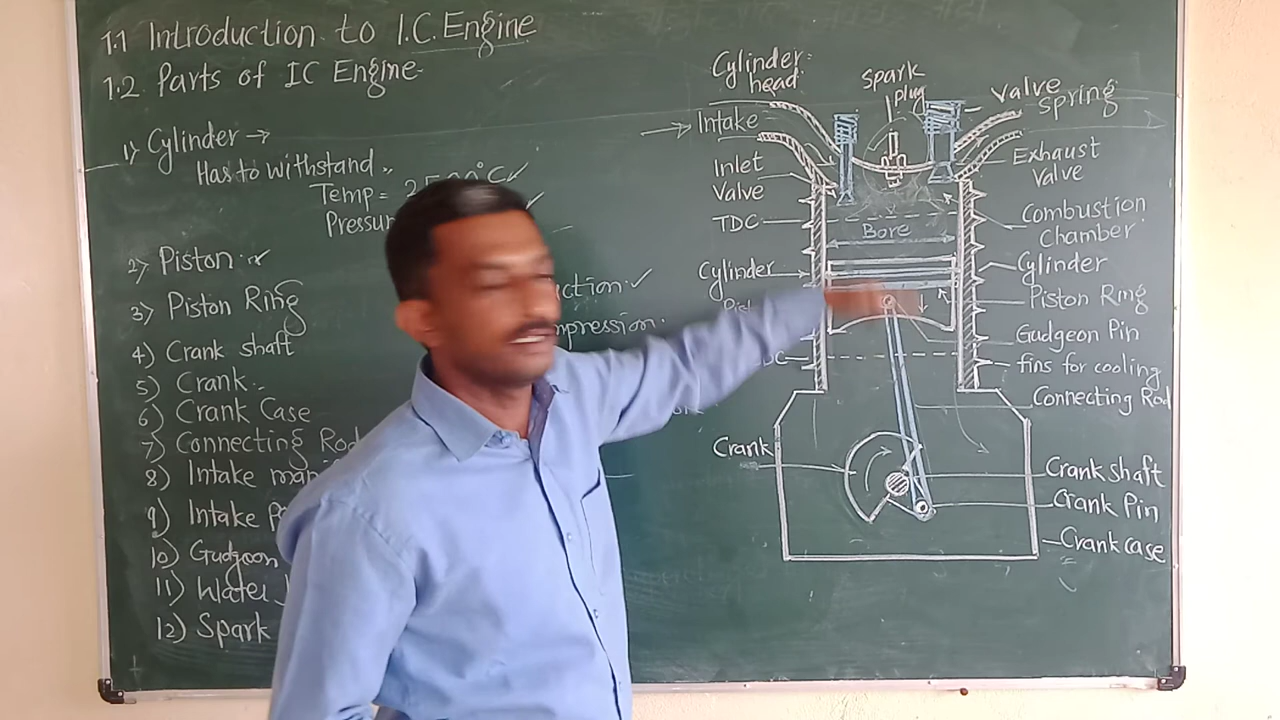 1.1 Introduction to I.C. Engine
1.2 Parts of IC Engine
1) Cylinder →
Has to withstand
Temp =
2) Piston
3) Piston Ring
4) Crank shaft
5) Crank
6) Crank Case
7) Connecting Rod
8) Intake
9) Intake
10) Gudgeon
11) Water
12) Spark
Cylinder head
Spark plug
Valve spring
Intake
Inlet Valve
Exhaust Valve
TDC
Bore
Combustion Chamber
Cylinder
Cylinder
Piston Ring
Gudgeon Pin
fins for cooling
Connecting Rod
Crank
Crank shaft
Crank Pin
Crank case